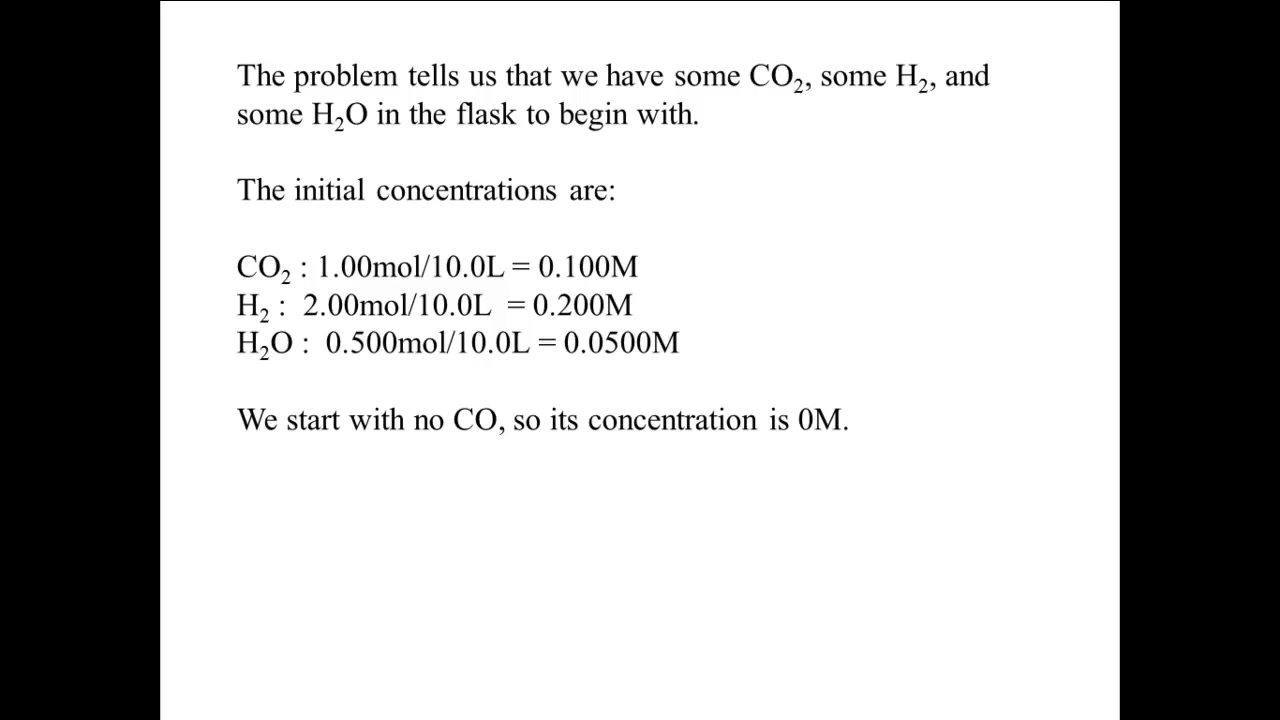 The problem tells us that we have some CO₂, some H₂, and
some H₂O in the flask to begin with.
The initial concentrations are:
CO₂ : 1.00mol/10.0L = 0.100M
H₂ :  2.00mol/10.0L  = 0.200M
H₂O :  0.500mol/10.0L = 0.0500M
We start with no CO, so its concentration is 0M.